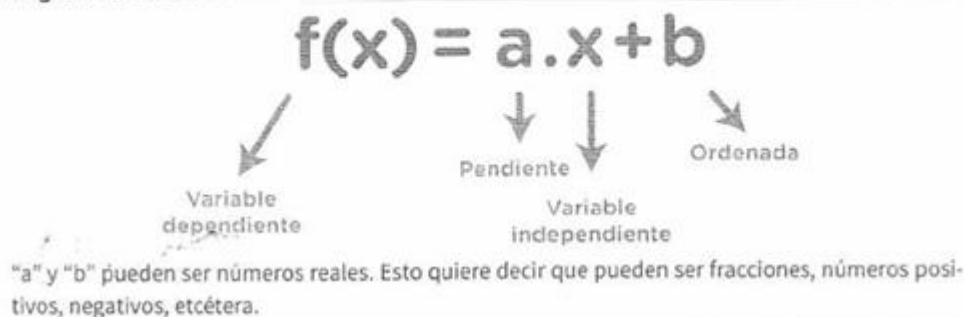 f(x) = a.x+b
Pendiente
Ordenada
Variable
dependiente
Variable
independiente
"a" y "b" pueden ser números reales. Esto quiere decir que pueden ser fracciones, números posi-
tivos, negativos, etcétera.